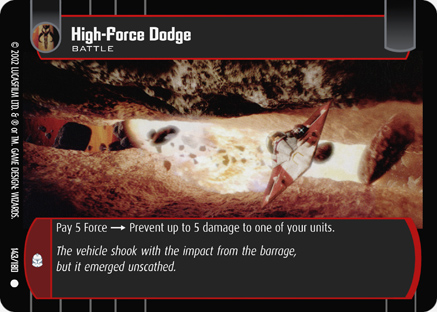 High-Force Dodge
BATTLE
Pay 5 Force → Prevent up to 5 damage to one of your units.
The vehicle shook with the impact from the barrage,
but it emerged unscathed.
© 2002 LUCASFILM LTD. & ® or TM. GAME DESIGN: WIZARDS.
143/180